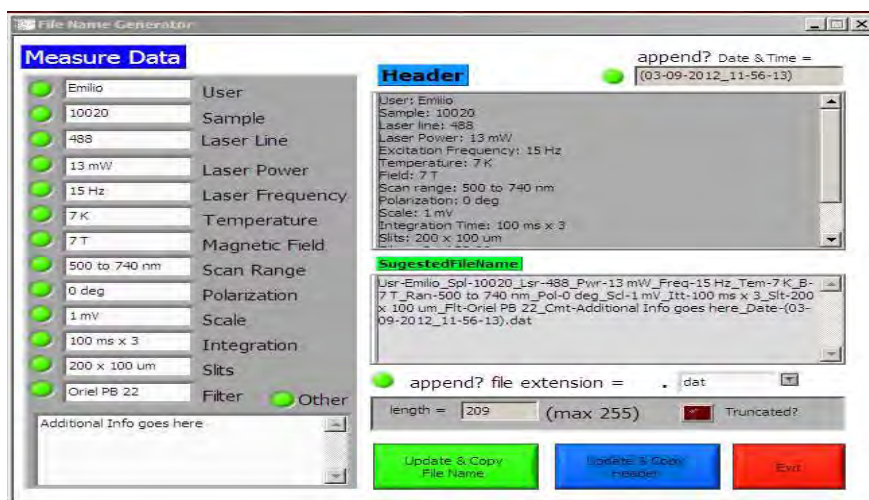 File Name Generator
Measure Data
Emilio User
10020 Sample
488 Laser Line
13 mW Laser Power
15 Hz Laser Frequency
7 K Temperature
7 T Magnetic Field
500 to 740 nm Scan Range
0 deg Polarization
1 mV Scale
100 ms x 3 Integration
200 x 100 um Slits
Oriel PB 22 Filter Other
Additional Info goes here
append? Date & Time =
Header (03-09-2012_11-56-13)
User: Emilio
Sample: 10020
Laser line: 488
Laser Power: 13 mW
Excitation Frequency: 15 Hz
Temperature: 7 K
Field: 7 T
Scan range: 500 to 740 nm
Polarization: 0 deg
Scale: 1 mV
Integration Time: 100 ms x 3
Slits: 200 x 100 um
SugestedFileName
Usr-Emilio_Spl-10020_Lsr-488_Pwr-13 mW_Freq-15 Hz_Tem-7 K_B-
7 T_Ran-500 to 740 nm_Pol-0 deg_Scl-1 mV_Itt-100 ms x 3_Slt-200
x 100 um_Flt-Oriel PB 22_Cmt-Additional Info goes here_Date-(03-
09-2012_11-56-13).dat
append? file extension = . dat
length = 209 (max 255) Truncated?
Update & Copy
File Name
Update & Copy
Header
Exit